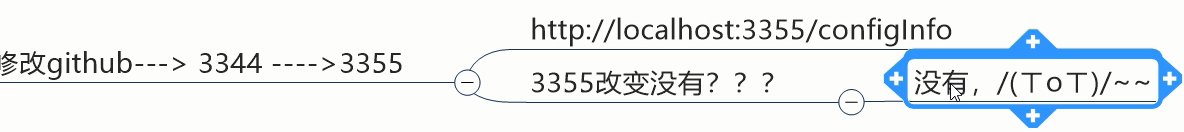 修改github---> 3344 ---->3355
http://localhost:3355/configInfo
3355改变没有？？？
没有，/(ㄒoㄒ)/~~